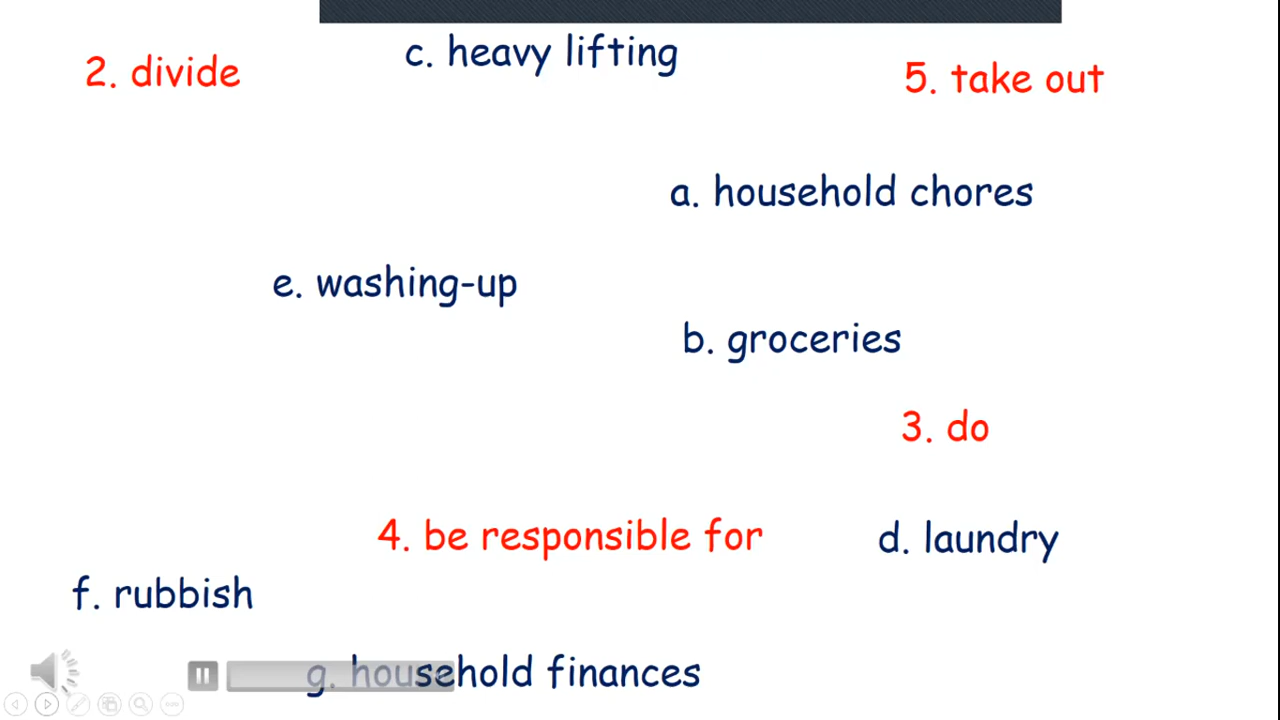 c. heavy lifting
2. divide
5. take out
a. household chores
e. washing-up
b. groceries
3. do
4. be responsible for
d. laundry
f. rubbish
g. household finances